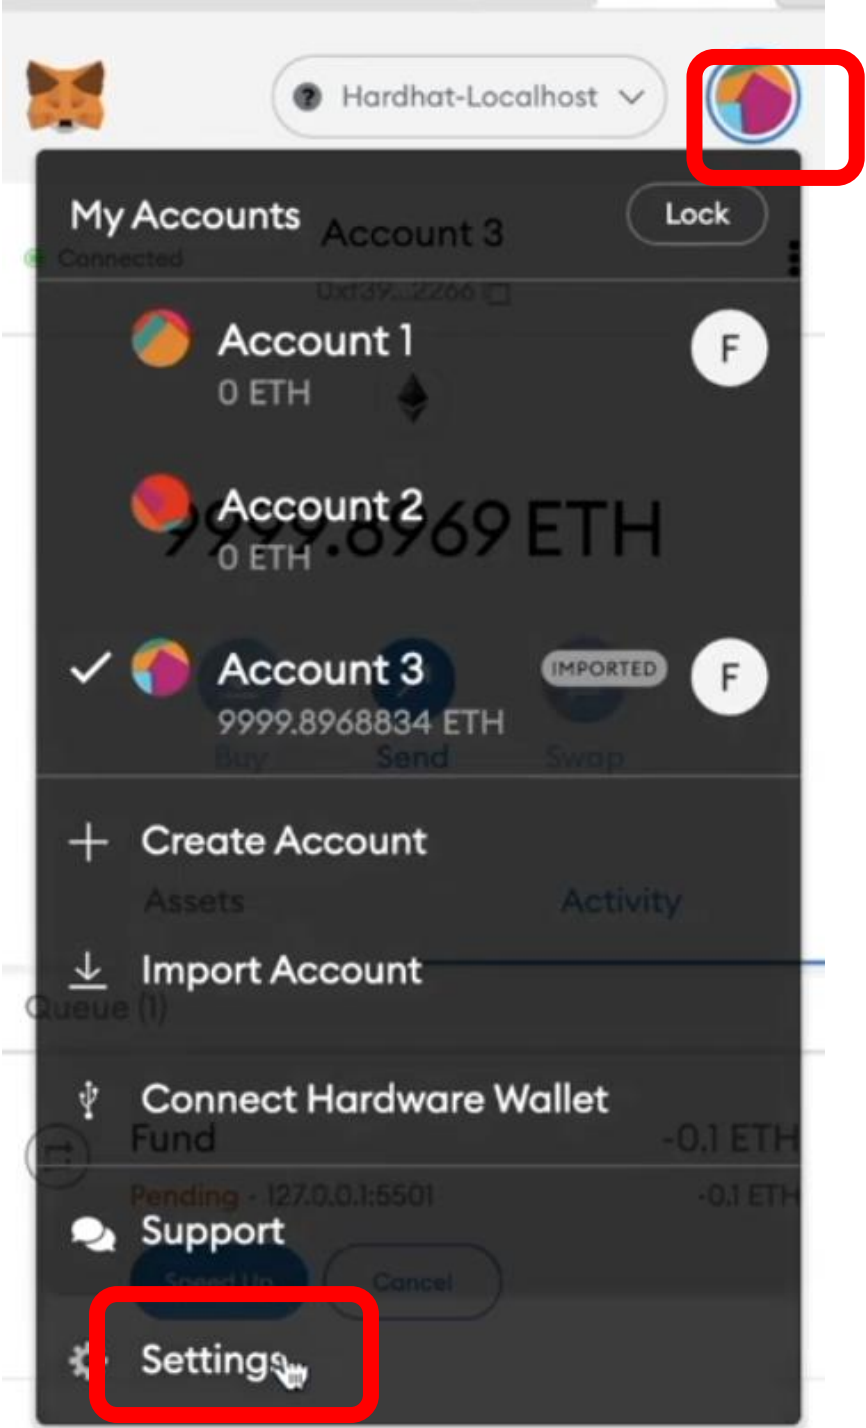 Hardhat-Localhost
My Accounts
Lock
Account 3
Connected
0xf39...2266
Account 1
0 ETH
F
Account 2
9999.8969 ETH
0 ETH
Account 3
IMPORTED
F
9999.8968834 ETH
Buy
Send
Swap
Create Account
Assets
Activity
Import Account
Queue (1)
Connect Hardware Wallet
Fund
-0.1 ETH
Pending - 127.0.0.1:5501
-0.1 ETH
Support
Speed Up
Cancel
Settings